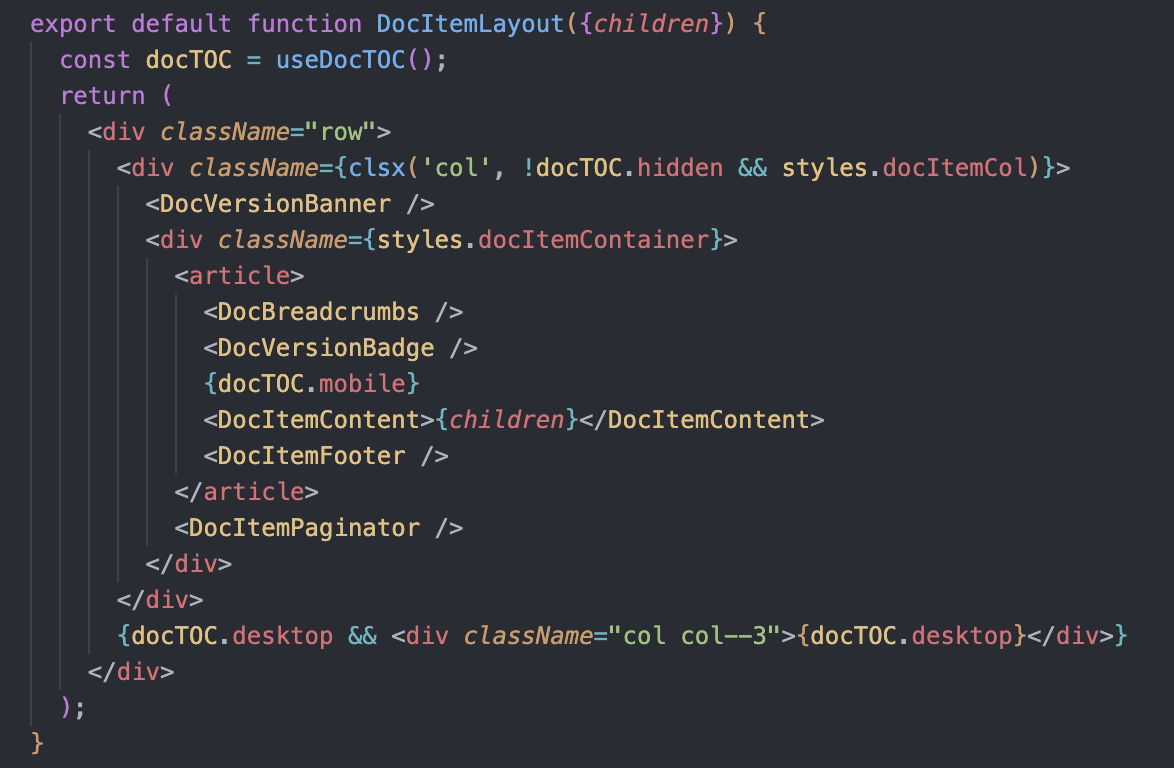 export default function DocItemLayout({children}) {
  const docTOC = useDocTOC();
  return (
    <div className="row">
      <div className={clsx('col', !docTOC.hidden && styles.docItemCol)}>
        <DocVersionBanner />
        <div className={styles.docItemContainer}>
          <article>
            <DocBreadcrumbs />
            <DocVersionBadge />
            {docTOC.mobile}
            <DocItemContent>{children}</DocItemContent>
            <DocItemFooter />
          </article>
          <DocItemPaginator />
        </div>
      </div>
      {docTOC.desktop && <div className="col col--3">{docTOC.desktop}</div>}
    </div>
  );
}